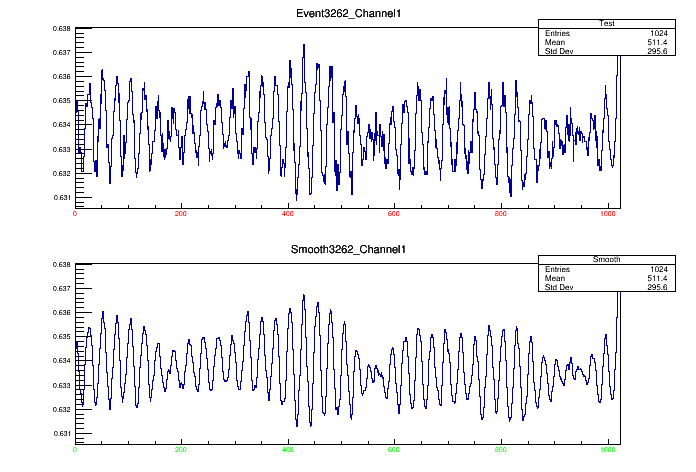 Event3262_Channel1
Test
Entries 1024
Mean 511.4
Std Dev 295.6
0.638
0.637
0.636
0.635
0.634
0.633
0.632
0.631
0 200 400 600 800 1000
Smooth3262_Channel1
Smooth
Entries 1024
Mean 511.4
Std Dev 295.6
0.638
0.637
0.636
0.635
0.634
0.633
0.632
0.631
0 200 400 600 800 1000